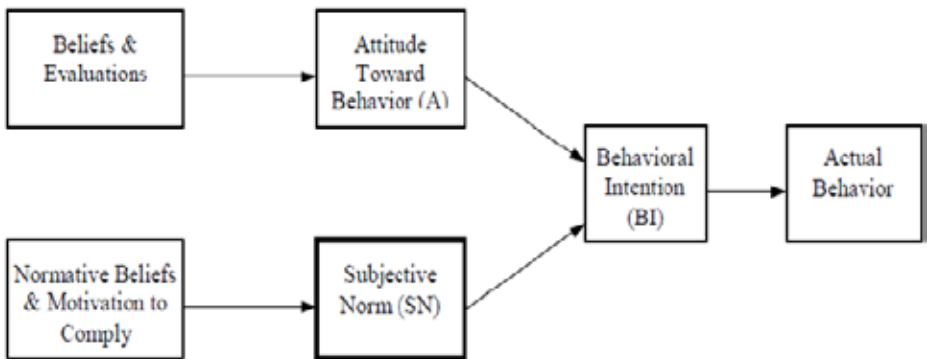 Beliefs &
Evaluations
Attitude
Toward
Behavior (A)
Behavioral
Intention
(BI)
Actual
Behavior
Normative Beliefs
& Motivation to
Comply
Subjective
Norm (SN)